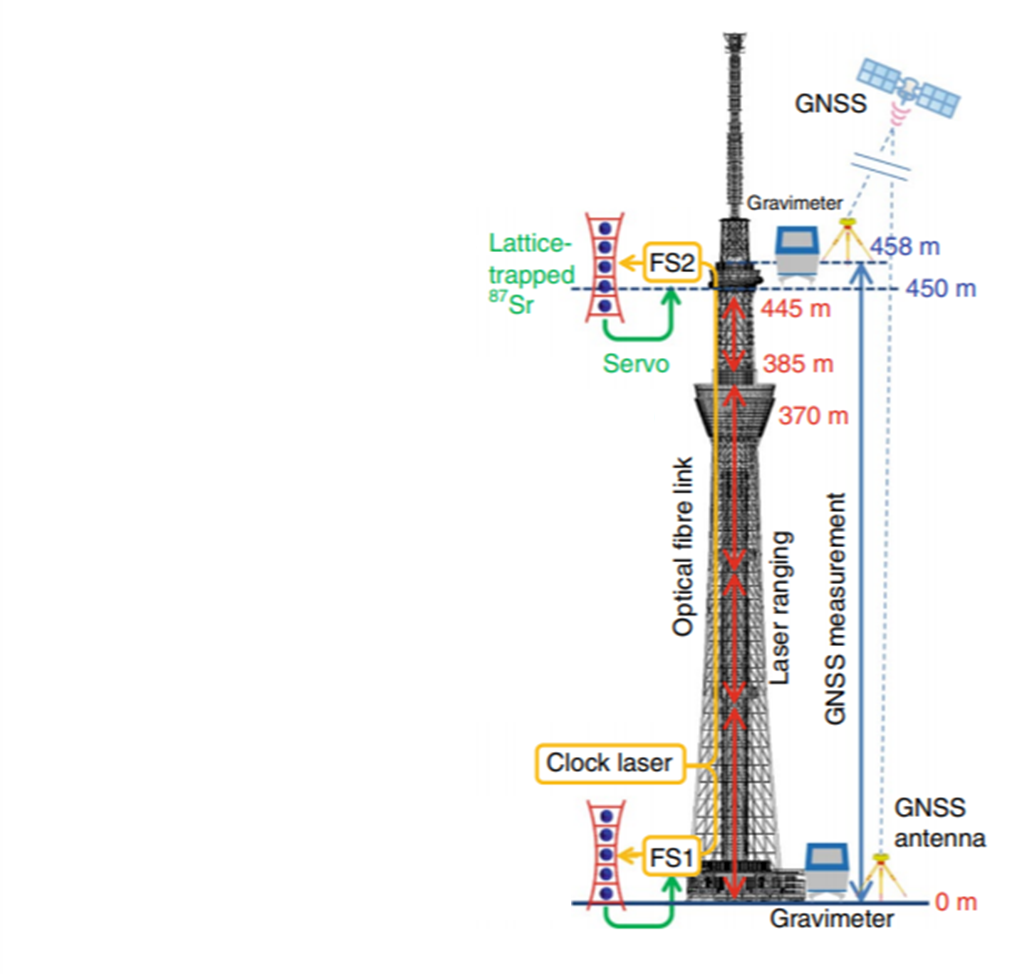 GNSS
Gravimeter
Lattice-
trapped
⁸⁷Sr
FS2
458 m
450 m
445 m
Servo
385 m
370 m
Optical fibre link
Laser ranging
GNSS measurement
Clock laser
GNSS
antenna
FS1
0 m
Gravimeter